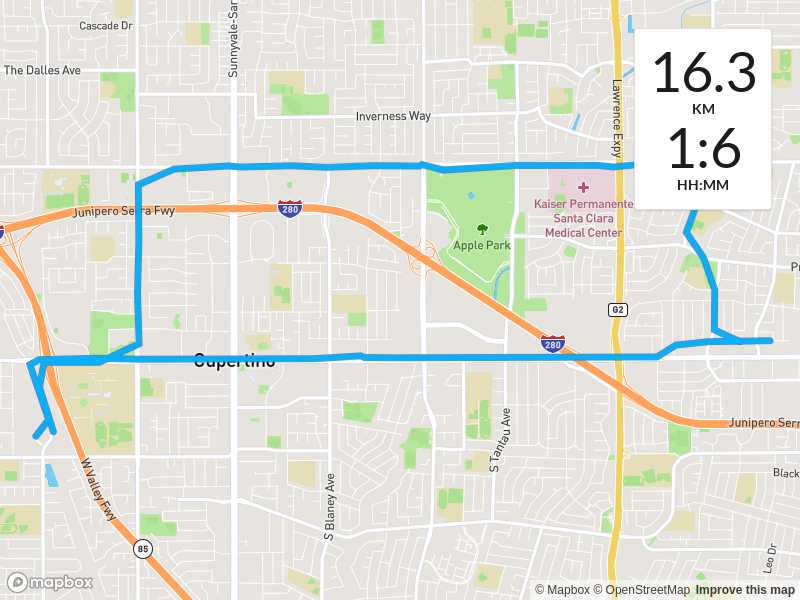 Cascade Dr
Sunnyvale-Sar
The Dalles Ave
Inverness Way
Lawrence Expy
16.3
KM
1:6
HH:MM
Junipero Serra Fwy
280
Kaiser Permanente
Santa Clara
Medical Center
Apple Park
G2
280
Cupertino
Junipero Serr
S Tantau Ave
W Valley Fwy
S Blaney Ave
Black
85
Leo Dr
mapbox
© Mapbox © OpenStreetMap Improve this map